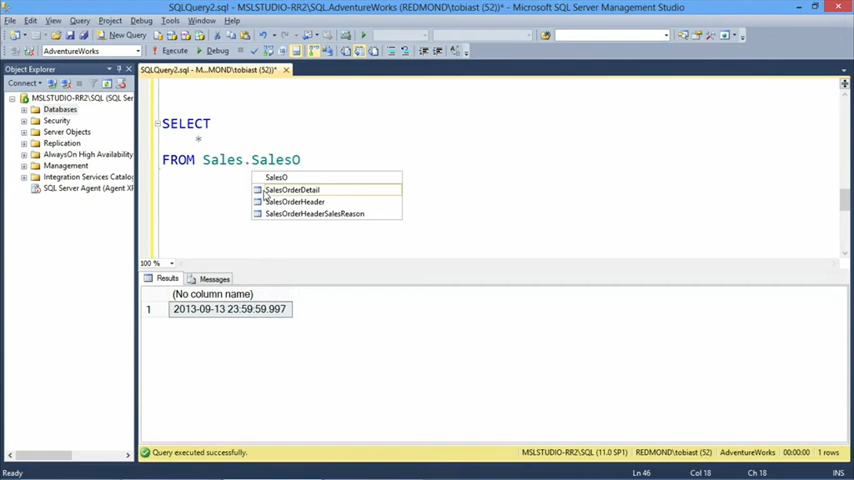 SQLQuery2.sql - MSLSTUDIO-RR2\SQL.AdventureWorks (REDMOND\tobiast (52))* - Microsoft SQL Server Management Studio
File Edit View Query Project Debug Tools Window Help
New Query
AdventureWorks Execute Debug
Object Explorer
SQLQuery2.sql - M...MOND\tobiast (52))*
Connect
MSLSTUDIO-RR2\SQL (SQL Ser
Databases
Security
Server Objects
Replication
AlwaysOn High Availability
Management
Integration Services Catalog
SQL Server Agent (Agent XP
SELECT
*
FROM Sales.SalesO
SalesO
SalesOrderDetail
SalesOrderHeader
SalesOrderHeaderSalesReason
100 %
Results Messages
(No column name)
1 2013-09-13 23:59:59.997
Query executed successfully.
MSLSTUDIO-RR2\SQL (11.0 SP1) REDMOND\tobiast (52) AdventureWorks 00:00:00 1 rows
Ready Ln 46 Col 18 Ch 18 INS